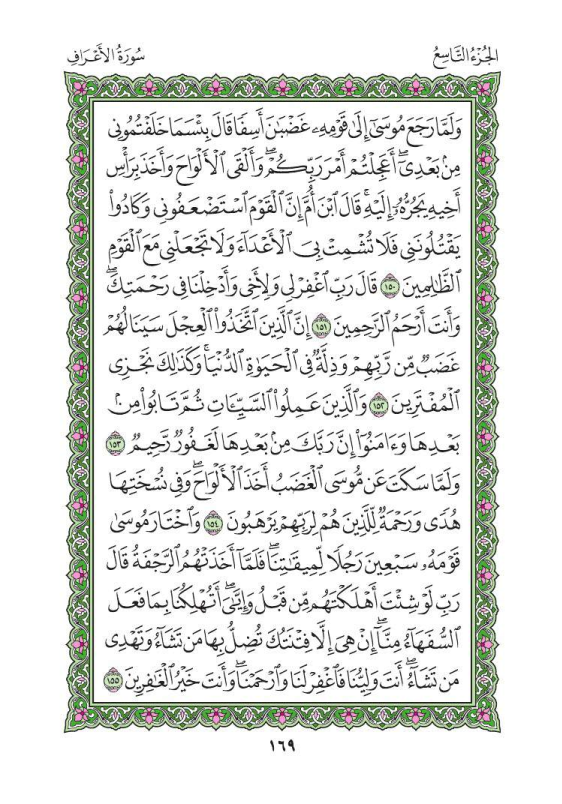 الجزء التاسع
سورة الأعراف
وَلَمَّا رَجَعَ مُوسَىٰٓ إِلَىٰ قَوْمِهِۦ غَضْبَٰنَ أَسِفًا قَالَ بِئْسَمَا خَلَفْتُمُونِي
مِنۢ بَعْدِيٓۖ أَعَجِلْتُمْ أَمْرَ رَبِّكُمْۖ وَأَلْقَى ٱلْأَلْوَاحَ وَأَخَذَ بِرَأْسِ
أَخِيهِ يَجُرُّهُۥٓ إِلَيْهِۚ قَالَ ٱبْنَ أُمَّ إِنَّ ٱلْقَوْمَ ٱسْتَضْعَفُونِي وَكَادُوا۟
يَقْتُلُونَنِي فَلَا تُشْمِتْ بِيَ ٱلْأَعْدَآءَ وَلَا تَجْعَلْنِي مَعَ ٱلْقَوْمِ
ٱلظَّٰلِمِينَ ١٥٠ قَالَ رَبِّ ٱغْفِرْ لِي وَلِأَخِي وَأَدْخِلْنَا فِي رَحْمَتِكَۖ
وَأَنتَ أَرْحَمُ ٱلرَّٰحِمِينَ ١٥١ إِنَّ ٱلَّذِينَ ٱتَّخَذُوا۟ ٱلْعِجْلَ سَيَنَالُهُمْ
غَضَبٌ مِّن رَّبِّهِمْ وَذِلَّةٌ فِي ٱلْحَيَوٰةِ ٱلدُّنْيَاۚ وَكَذَٰلِكَ نَجْزِي
ٱلْمُفْتَرِينَ ١٥٢ وَٱلَّذِينَ عَمِلُوا۟ ٱلسَّيِّـَٔاتِ ثُمَّ تَابُوا۟ مِنۢ
بَعْدِهَا وَءَامَنُوٓا۟ إِنَّ رَبَّكَ مِنۢ بَعْدِهَا لَغَفُورٌ رَّحِيمٌ ١٥٣
وَلَمَّا سَكَتَ عَن مُّوسَى ٱلْغَضَبُ أَخَذَ ٱلْأَلْوَاحَۖ وَفِي نُسْخَتِهَا
هُدًى وَرَحْمَةٌ لِّلَّذِينَ هُمْ لِرَبِّهِمْ يَرْهَبُونَ ١٥٤ وَٱخْتَارَ مُوسَىٰ
قَوْمَهُۥ سَبْعِينَ رَجُلًا لِّمِيقَٰتِنَاۖ فَلَمَّآ أَخَذَتْهُمُ ٱلرَّجْفَةُ قَالَ
رَبِّ لَوْ شِئْتَ أَهْلَكْتَهُم مِّن قَبْلُ وَإِيَّٰيَۖ أَتُهْلِكُنَا بِمَا فَعَلَ
ٱلسُّفَهَآءُ مِنَّآۖ إِنْ هِيَ إِلَّا فِتْنَتُكَ تُضِلُّ بِهَا مَن تَشَآءُ وَتَهْدِي
مَن تَشَآءُۖ أَنتَ وَلِيُّنَا فَٱغْفِرْ لَنَا وَٱرْحَمْنَاۖ وَأَنتَ خَيْرُ ٱلْغَٰفِرِينَ ١٥٥
١٦٩